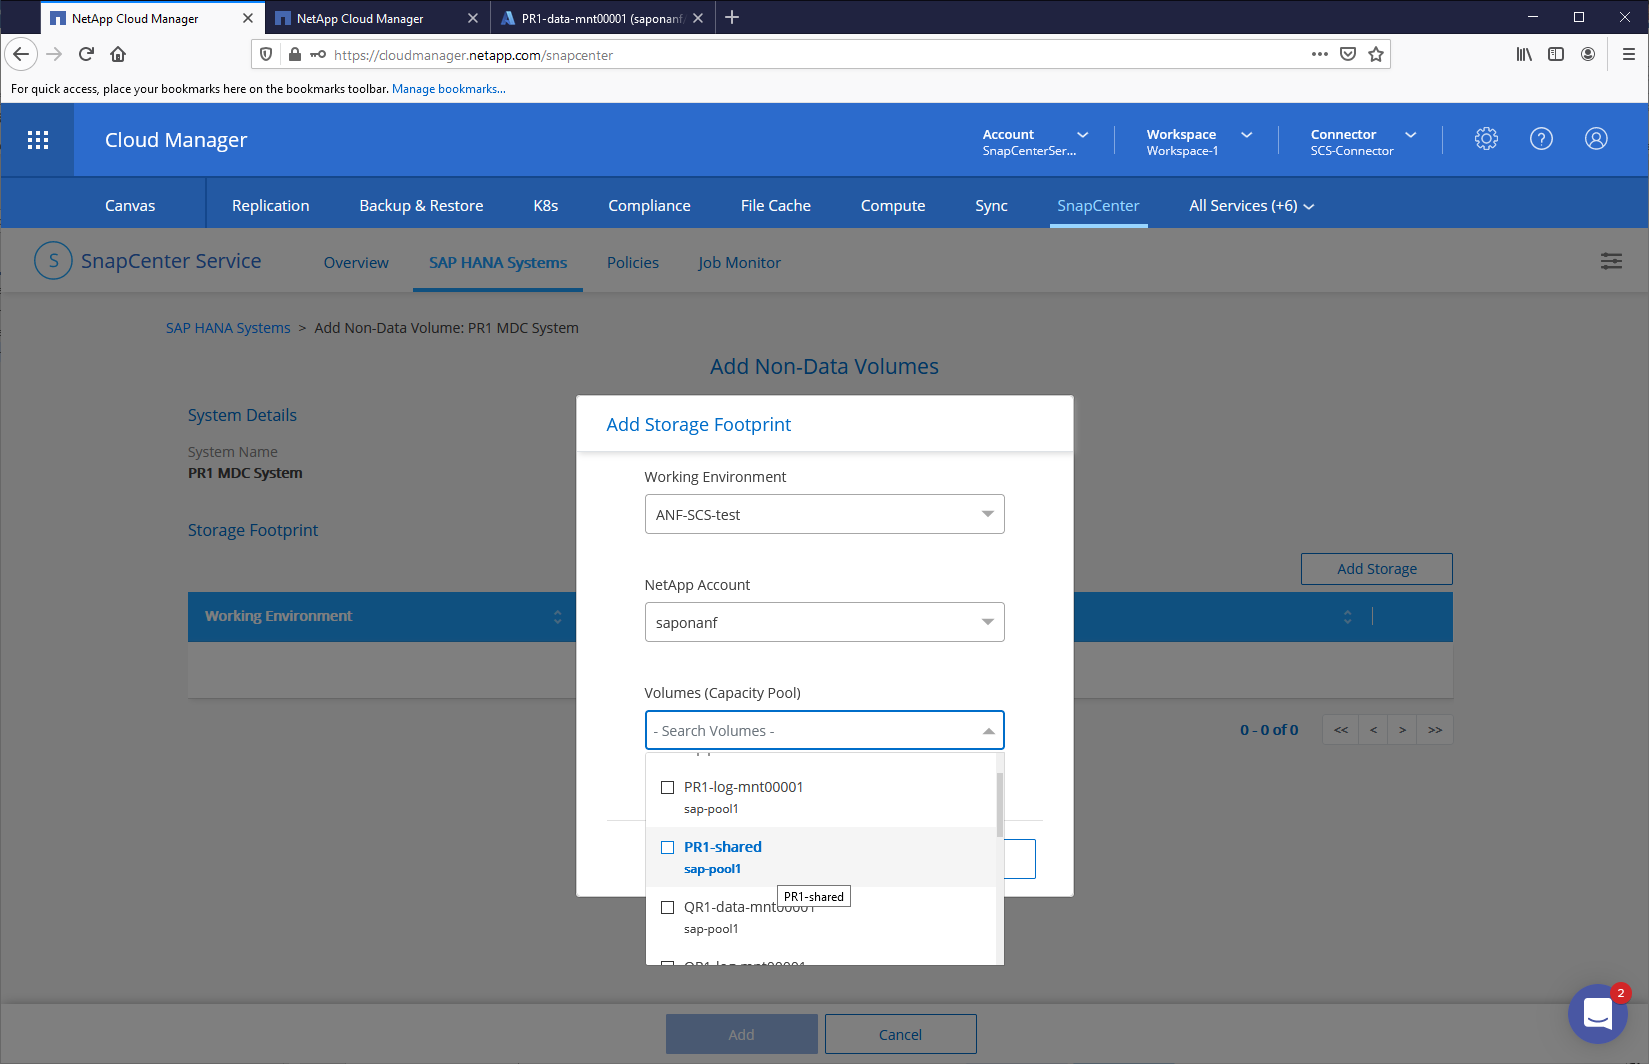 NetApp Cloud Manager
NetApp Cloud Manager
PR1-data-mnt00001 (saponanf/
https://cloudmanager.netapp.com/snapcenter
For quick access, place your bookmarks here on the bookmarks toolbar. Manage bookmarks...
Cloud Manager
Account
SnapCenterSer...
Workspace
Workspace-1
Connector
SCS-Connector
Canvas
Replication
Backup & Restore
K8s
Compliance
File Cache
Compute
Sync
SnapCenter
All Services (+6)
S
SnapCenter Service
Overview
SAP HANA Systems
Policies
Job Monitor
SAP HANA Systems > Add Non-Data Volume: PR1 MDC System
Add Non-Data Volumes
System Details
System Name
PR1 MDC System
Storage Footprint
Add Storage
Working Environment
0 - 0 of 0
<< < > >>
Add Storage Footprint
Working Environment
ANF-SCS-test
NetApp Account
saponanf
Volumes (Capacity Pool)
- Search Volumes -
PR1-log-mnt00001
sap-pool1
PR1-shared
sap-pool1
PR1-shared
QR1-data-mnt00001
sap-pool1
QR1-log-mnt00001
Add
Cancel
2